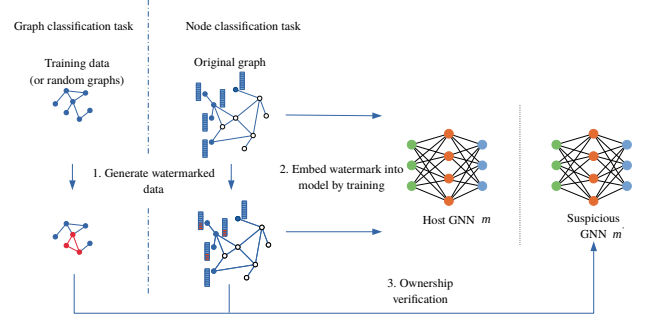 Graph classification task
Node classification task
Training data
(or random graphs)
Original graph
1. Generate watermarked
data
2. Embed watermark into
model by training
Host GNN m
Suspicious
GNN m'
3. Ownership
verification